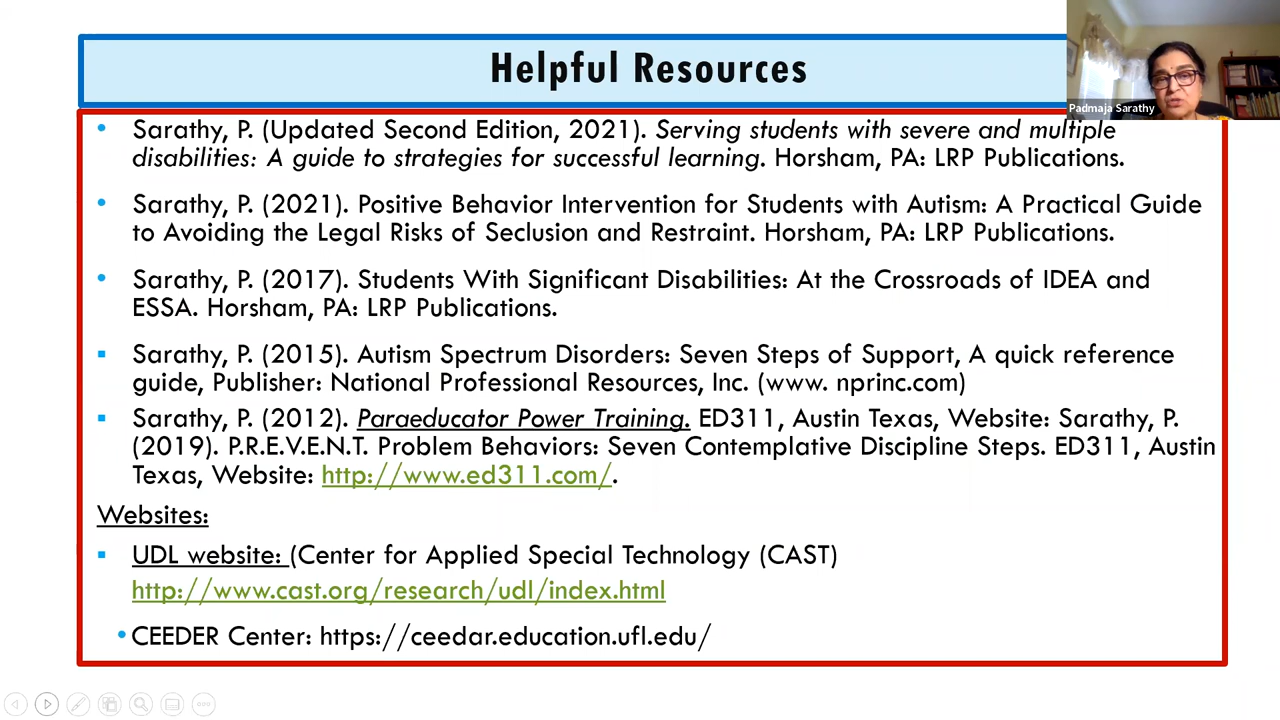 Helpful Resources
Padmaja Sarathy
• Sarathy, P. (Updated Second Edition, 2021). Serving students with severe and multiple
disabilities: A guide to strategies for successful learning. Horsham, PA: LRP Publications.
• Sarathy, P. (2021). Positive Behavior Intervention for Students with Autism: A Practical Guide
to Avoiding the Legal Risks of Seclusion and Restraint. Horsham, PA: LRP Publications.
• Sarathy, P. (2017). Students With Significant Disabilities: At the Crossroads of IDEA and
ESSA. Horsham, PA: LRP Publications.
▪ Sarathy, P. (2015). Autism Spectrum Disorders: Seven Steps of Support, A quick reference
guide, Publisher: National Professional Resources, Inc. (www. nprinc.com)
▪ Sarathy, P. (2012). Paraeducator Power Training. ED311, Austin Texas, Website: Sarathy, P.
(2019). P.R.E.V.E.N.T. Problem Behaviors: Seven Contemplative Discipline Steps. ED311, Austin
Texas, Website: http://www.ed311.com/.
Websites:
▪ UDL website: (Center for Applied Special Technology (CAST)
http://www.cast.org/research/udl/index.html
• CEEDER Center: https://ceedar.education.ufl.edu/